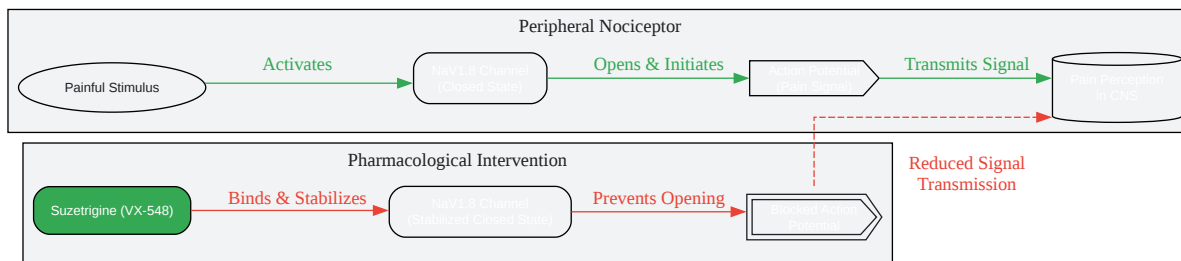 Peripheral Nociceptor
Painful Stimulus
Activates
NaV1.8 Channel
(Closed State)
Opens & Initiates
Action Potential
(Pain Signal)
Transmits Signal
Pain Perception
in CNS
Pharmacological Intervention
Suzetrigine (VX-548)
Binds & Stabilizes
NaV1.8 Channel
(Stabilized Closed State)
Prevents Opening
Blocked Action
Potential
Reduced Signal
Transmission